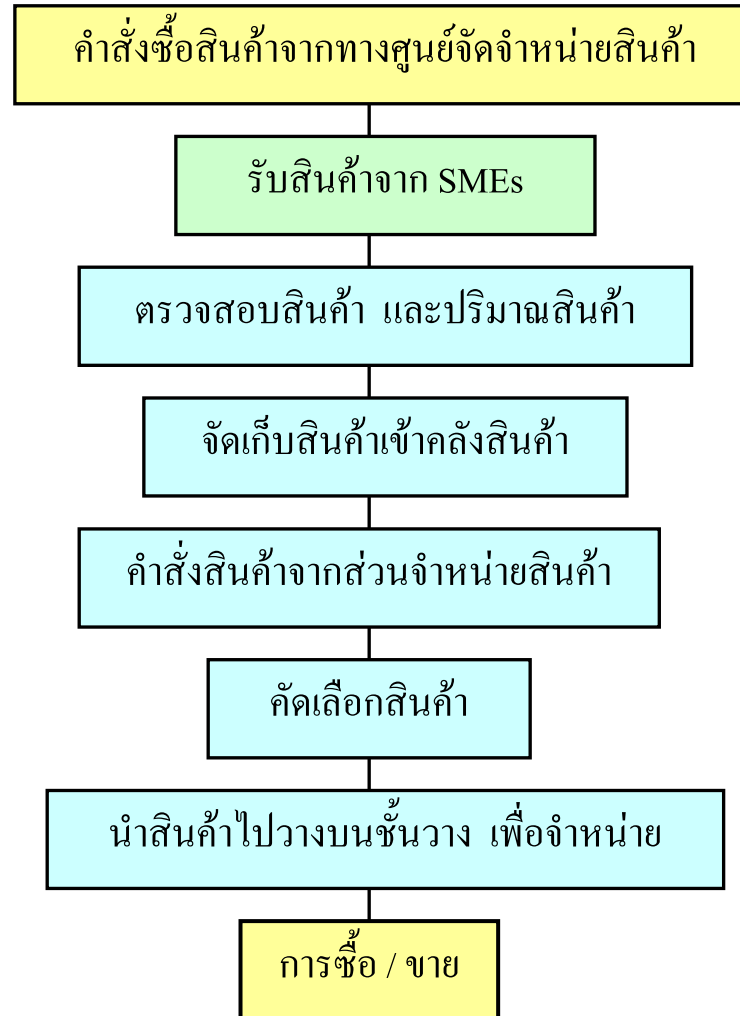 คำสั่งซื้อสินค้าจากทางศูนย์จัดจำหน่ายสินค้า
รับสินค้าจาก SMEs
ตรวจสอบสินค้า และปริมาณสินค้า
จัดเก็บสินค้าเข้าคลังสินค้า
คำสั่งสินค้าจากส่วนจำหน่ายสินค้า
คัดเลือกสินค้า
นำสินค้าไปวางบนชั้นวาง เพื่อจำหน่าย
การซื้อ / ขาย